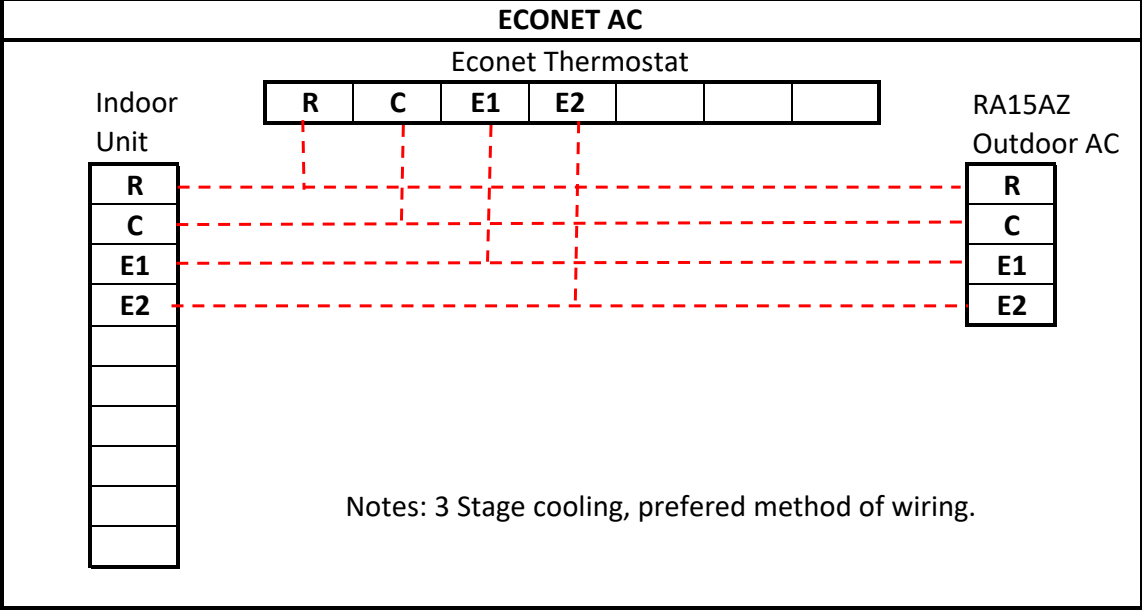 ECONET AC
Econet Thermostat
R C E1 E2
Indoor
Unit
R
C
E1
E2
RA15AZ
Outdoor AC
R
C
E1
E2
Notes: 3 Stage cooling, prefered method of wiring.